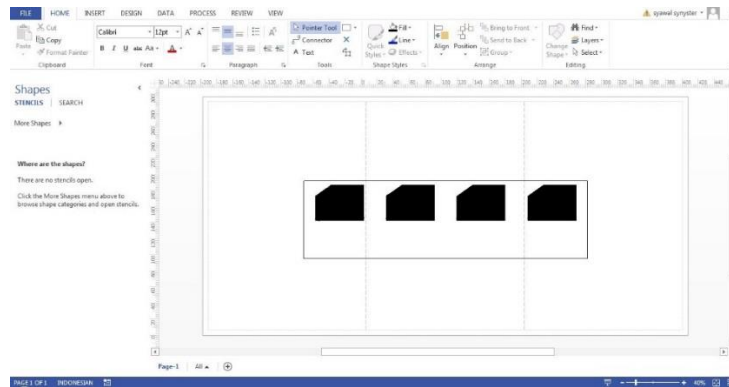 FILE HOME INSERT DESIGN DATA PROCESS REVIEW VIEW
syawal synyster
Cut
Copy
Paste
Format Painter
Clipboard
Calibri 12pt
Font
Paragraph
Pointer Tool
Connector
A Text
Tools
Quick Styles
Fill
Line
Effects
Shape Styles
Align Position
Bring to Front
Send to Back
Group
Arrange
Change Shape
Find
Layers
Select
Editing
Shapes
STENCILS | SEARCH
More Shapes
Where are the shapes?
There are no stencils open.
Click the More Shapes menu above to
browse shape categories and open stencils.
Page-1 All
PAGE 1 OF 1 INDONESIAN
40%